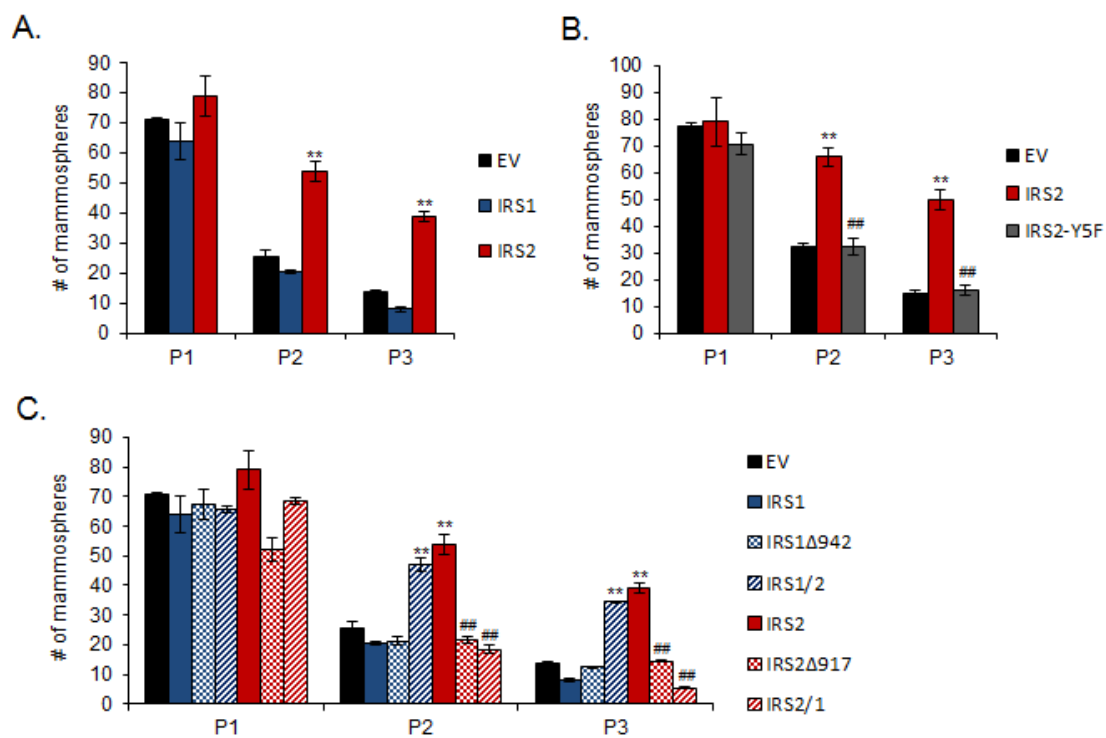 A.
# of mammospheres
90
80
70
60
50
40
30
20
10
0
**
**
P1 P2 P3
EV
IRS1
IRS2
B.
# of mammospheres
100
90
80
70
60
50
40
30
20
10
0
**
##
**
##
P1 P2 P3
EV
IRS2
IRS2-Y5F
C.
# of mammospheres
90
80
70
60
50
40
30
20
10
0
**
**
##
##
**
**
##
##
P1 P2 P3
EV
IRS1
IRS1Δ942
IRS1/2
IRS2
IRS2Δ917
IRS2/1